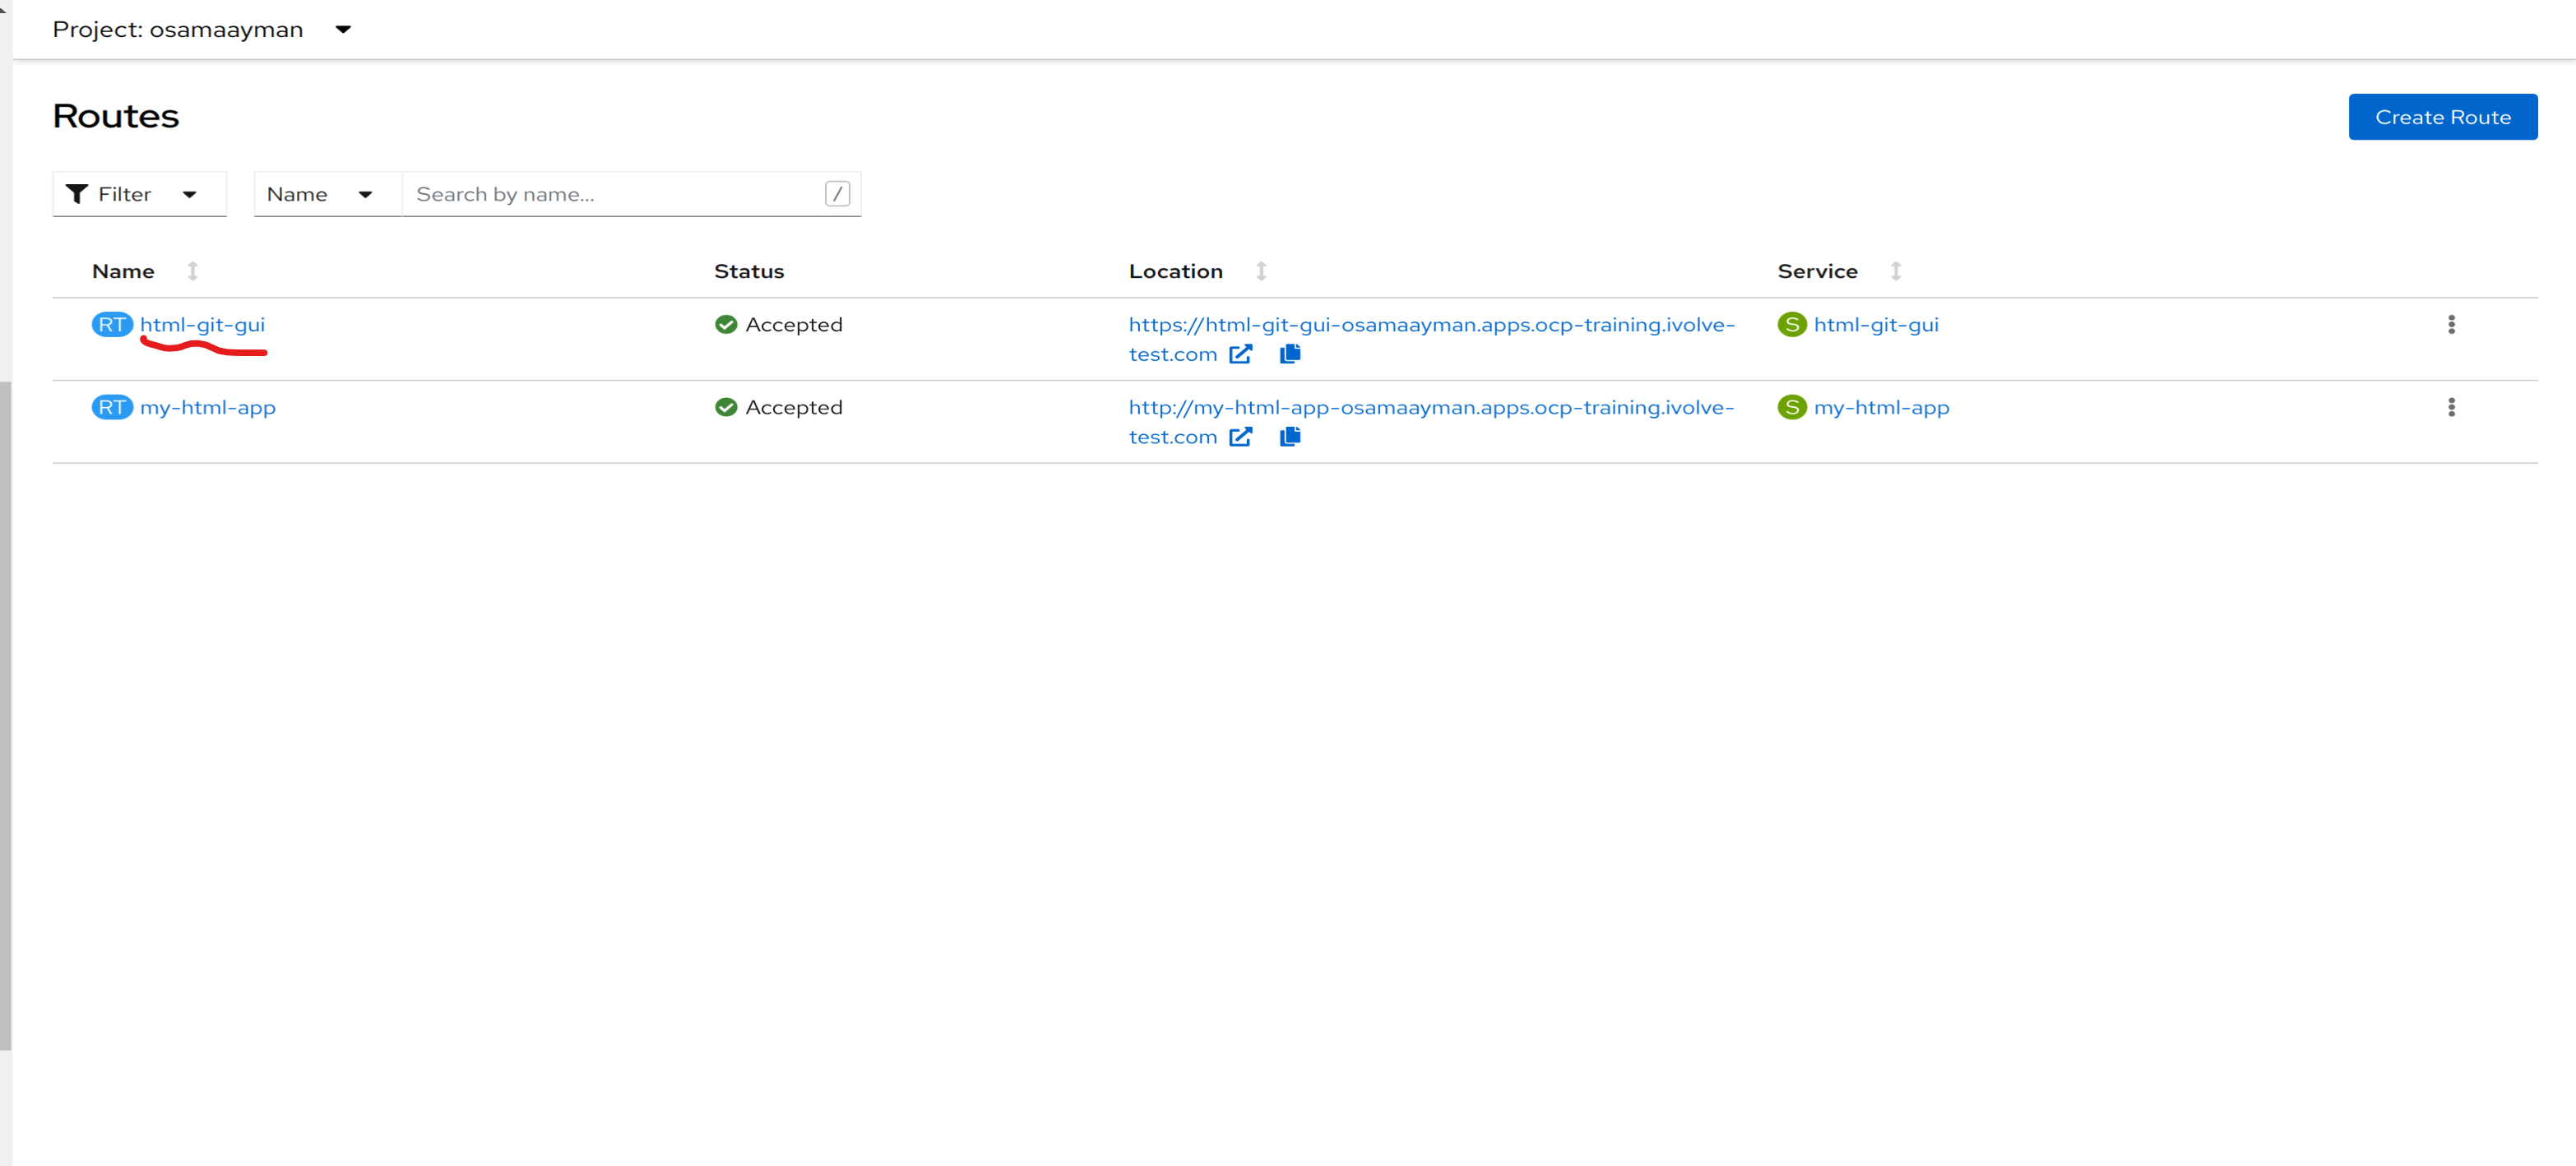 Project: osamaayman
Routes
Create Route
Filter
Name
Search by name...
/
Name
Status
Location
Service
RT html-git-gui
Accepted
https://html-git-gui-osamaayman.apps.ocp-training.ivolve-
test.com
S html-git-gui
RT my-html-app
Accepted
http://my-html-app-osamaayman.apps.ocp-training.ivolve-
test.com
S my-html-app